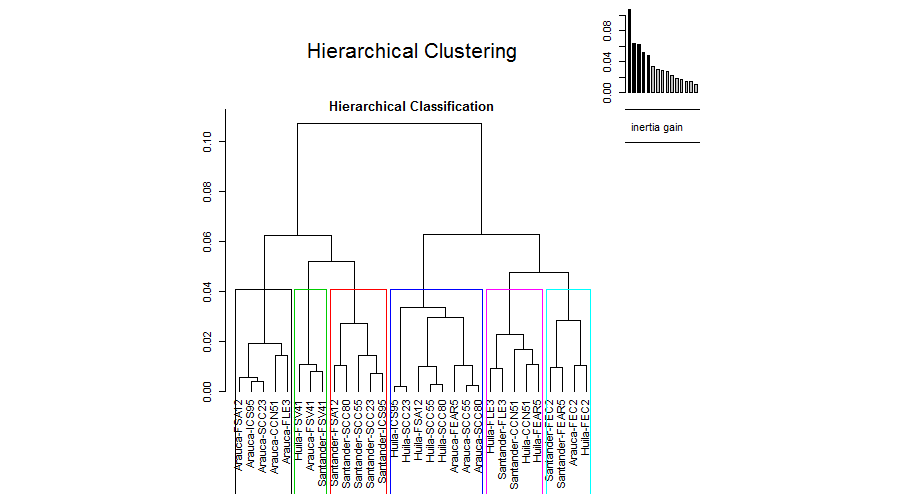 Hierarchical Clustering
0.00 0.04 0.08
inertia gain
Hierarchical Classification
0.00 0.02 0.04 0.06 0.08 0.10
Arauca-FSA12
Arauca-ICS95
Arauca-SCC23
Arauca-CCN51
Arauca-FLE3
Huila-FSV41
Arauca-FSV41
Santander-FSV41
Santander-FSA12
Santander-SCC80
Santander-SCC55
Santander-SCC23
Santander-ICS95
Huila-ICS95
Huila-SCC23
Huila-FSA12
Huila-SCC55
Huila-SCC80
Arauca-FEAR5
Arauca-SCC55
Arauca-SCC80
Huila-FLE3
Santander-FLE3
Santander-CCN51
Huila-CCN51
Huila-FEAR5
Santander-FEC2
Santander-FEAR5
Arauca-FEC2
Huila-FEC2